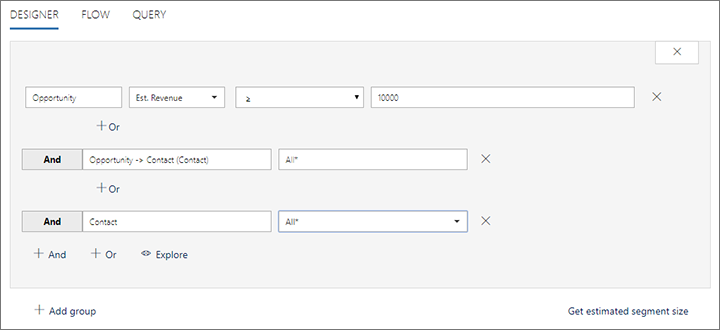 DESIGNER FLOW QUERY
Opportunity Est. Revenue ≥ 10000
+ Or
And Opportunity -> Contact (Contact) All*
+ Or
And Contact All*
+ And + Or Explore
+ Add group Get estimated segment size